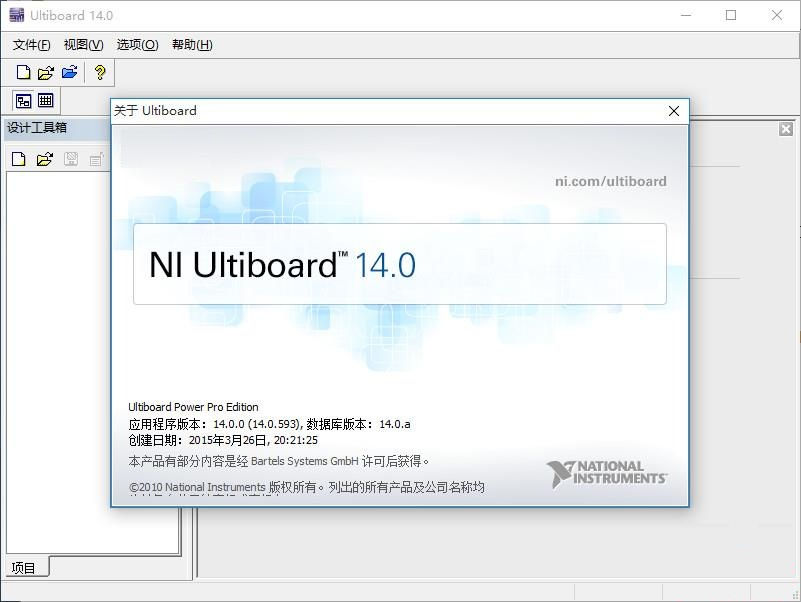 Ultiboard 14.0
文件(F) 视图(V) 选项(O) 帮助(H)
设计工具箱
关于 Ultiboard
ni.com/ultiboard
NI Ultiboard™ 14.0
Ultiboard Power Pro Edition
应用程序版本：14.0.0 (14.0.593), 数据库版本：14.0.a
创建日期：2015年3月26日, 20:21:25
本产品有部分内容是经 Bartels Systems GmbH 许可后获得。
©2010 National Instruments 版权所有。列出的所有产品及公司名称均
NATIONAL
INSTRUMENTS
项目